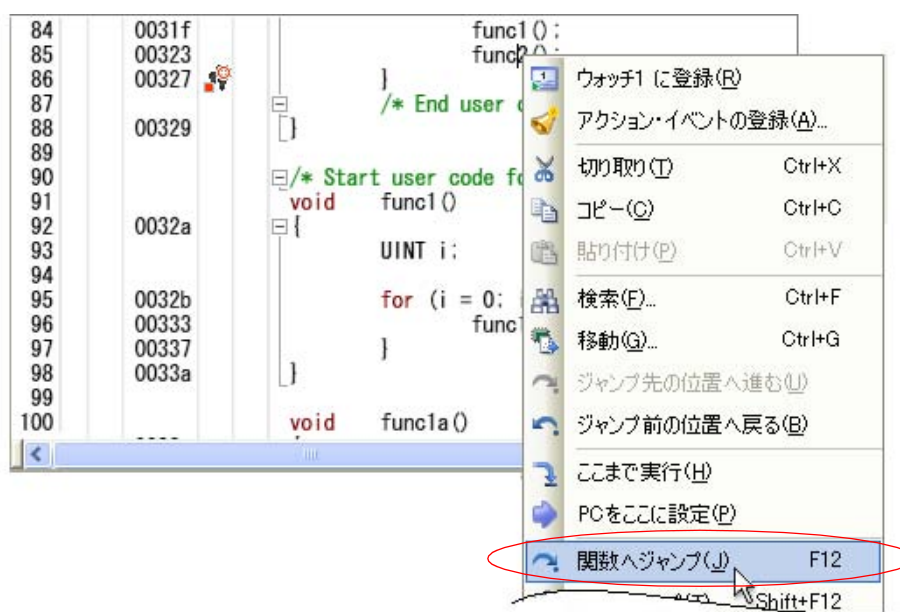 84 0031f func1();
85 00323 func2();
86 00327 }
87 /* End user
88 00329 }
89
90 /* Start user code
91 void func1()
92 0032a {
93 UINT i;
94
95 0032b for (i = 0;
96 00333
97 00337 }
98 0033a }
99
100 void func1a()
ウォッチ1 に登録(R)
アクション・イベントの登録(A)...
切り取り(T) Ctrl+X
コピー(C) Ctrl+C
貼り付け(P) Ctrl+V
検索(F)... Ctrl+F
移動(G)... Ctrl+G
ジャンプ先の位置へ進む(U)
ジャンプ前の位置へ戻る(B)
ここまで実行(H)
PCをここに設定(P)
関数へジャンプ(J) F12
Shift+F12